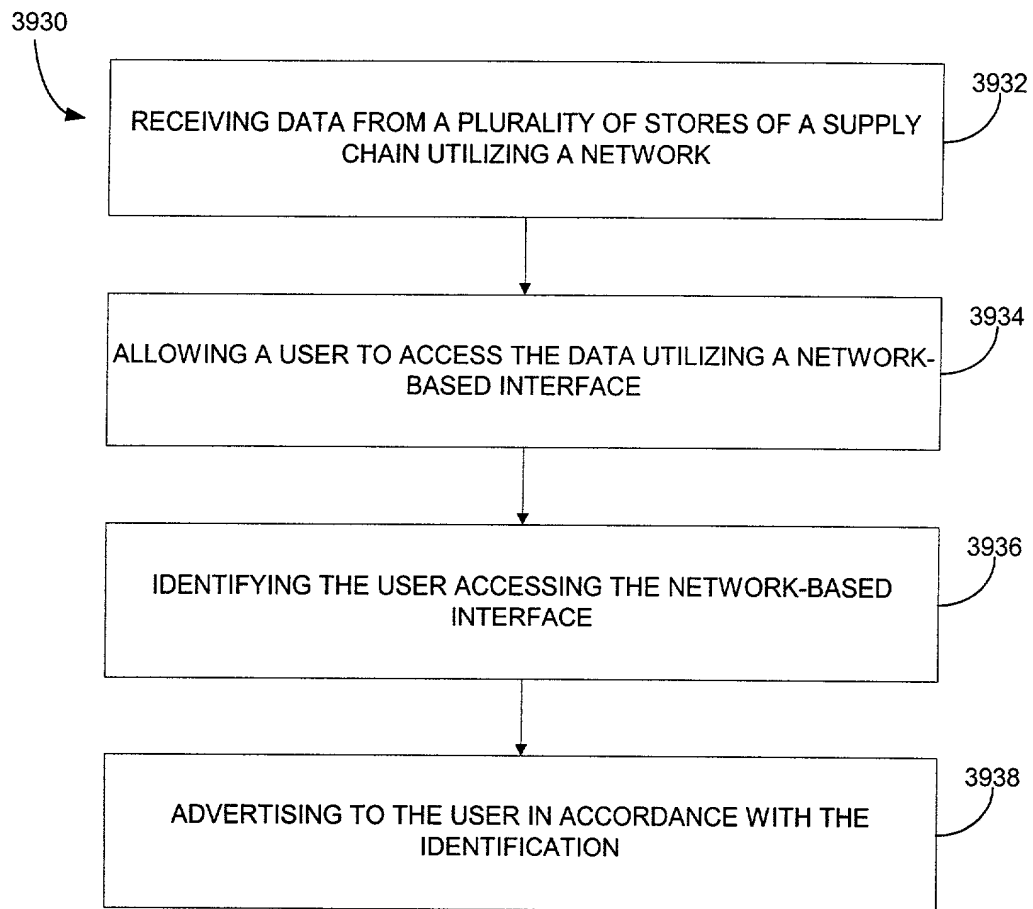 3930
3932
RECEIVING DATA FROM A PLURALITY OF STORES OF A SUPPLY
CHAIN UTILIZING A NETWORK
3934
ALLOWING A USER TO ACCESS THE DATA UTILIZING A NETWORK-
BASED INTERFACE
3936
IDENTIFYING THE USER ACCESSING THE NETWORK-BASED
INTERFACE
3938
ADVERTISING TO THE USER IN ACCORDANCE WITH THE
IDENTIFICATION